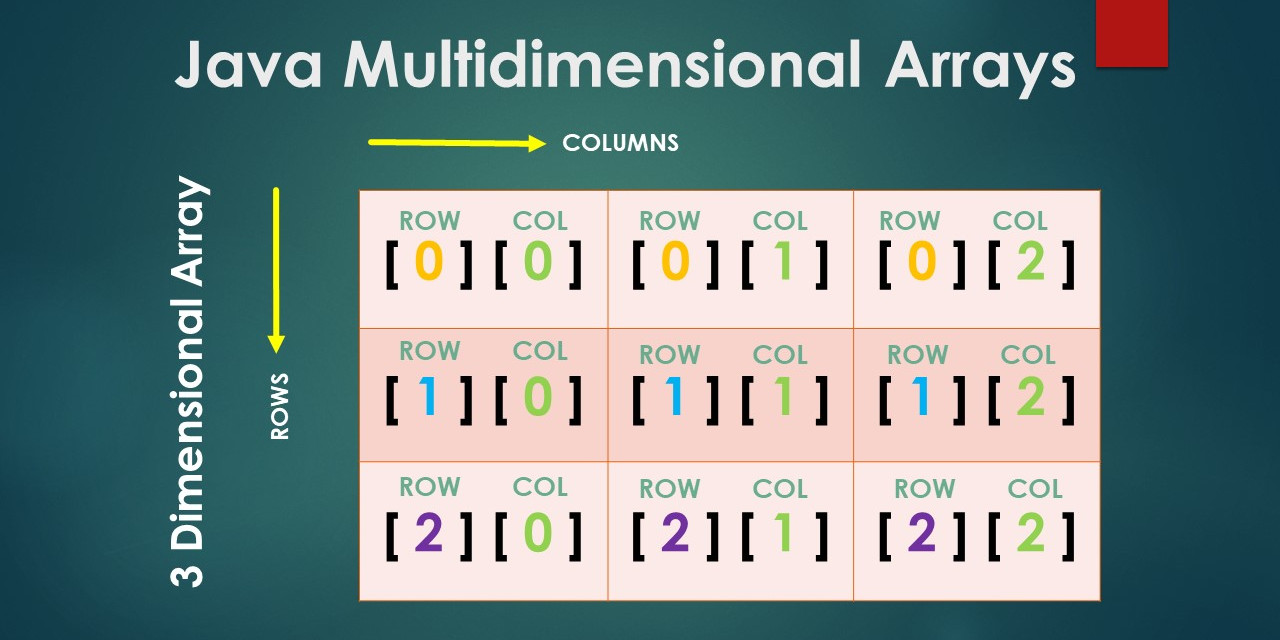 Java Multidimensional Arrays
COLUMNS
3 Dimensional Array
ROWS
ROW COL ROW COL ROW COL
[ 0 ] [ 0 ] [ 0 ] [ 1 ] [ 0 ] [ 2 ]
ROW COL ROW COL ROW COL
[ 1 ] [ 0 ] [ 1 ] [ 1 ] [ 1 ] [ 2 ]
ROW COL ROW COL ROW COL
[ 2 ] [ 0 ] [ 2 ] [ 1 ] [ 2 ] [ 2 ]